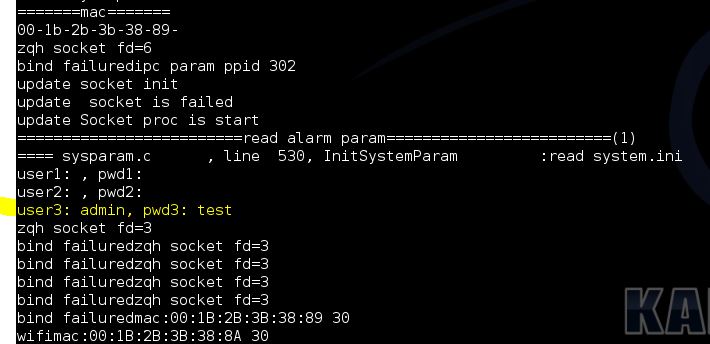 =======mac=======
00-1b-2b-3b-38-89-
zqh socket fd=6
bind failuredipc param ppid 302
update socket init
update  socket is failed
update Socket proc is start
=========================read alarm param=========================(1)
==== sysparam.c      , line  530, InitSystemParam         :read system.ini
user1: , pwd1:
user2: , pwd2:
user3: admin, pwd3: test
zqh socket fd=3
bind failuredzqh socket fd=3
bind failuredzqh socket fd=3
bind failuredzqh socket fd=3
bind failuredzqh socket fd=3
bind failuredmac:00:1B:2B:3B:38:89 30
wifimac:00:1B:2B:3B:38:8A 30